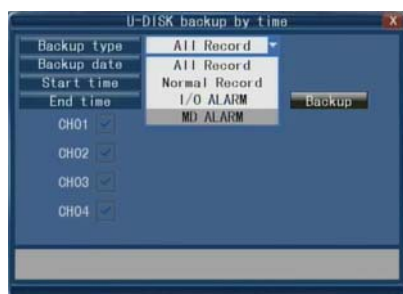 U-DISK backup by time X
Backup type All Record
Backup date All Record
Start time Normal Record
End time I/O ALARM Backup
MD ALARM
CH01
CH02
CH03
CH04